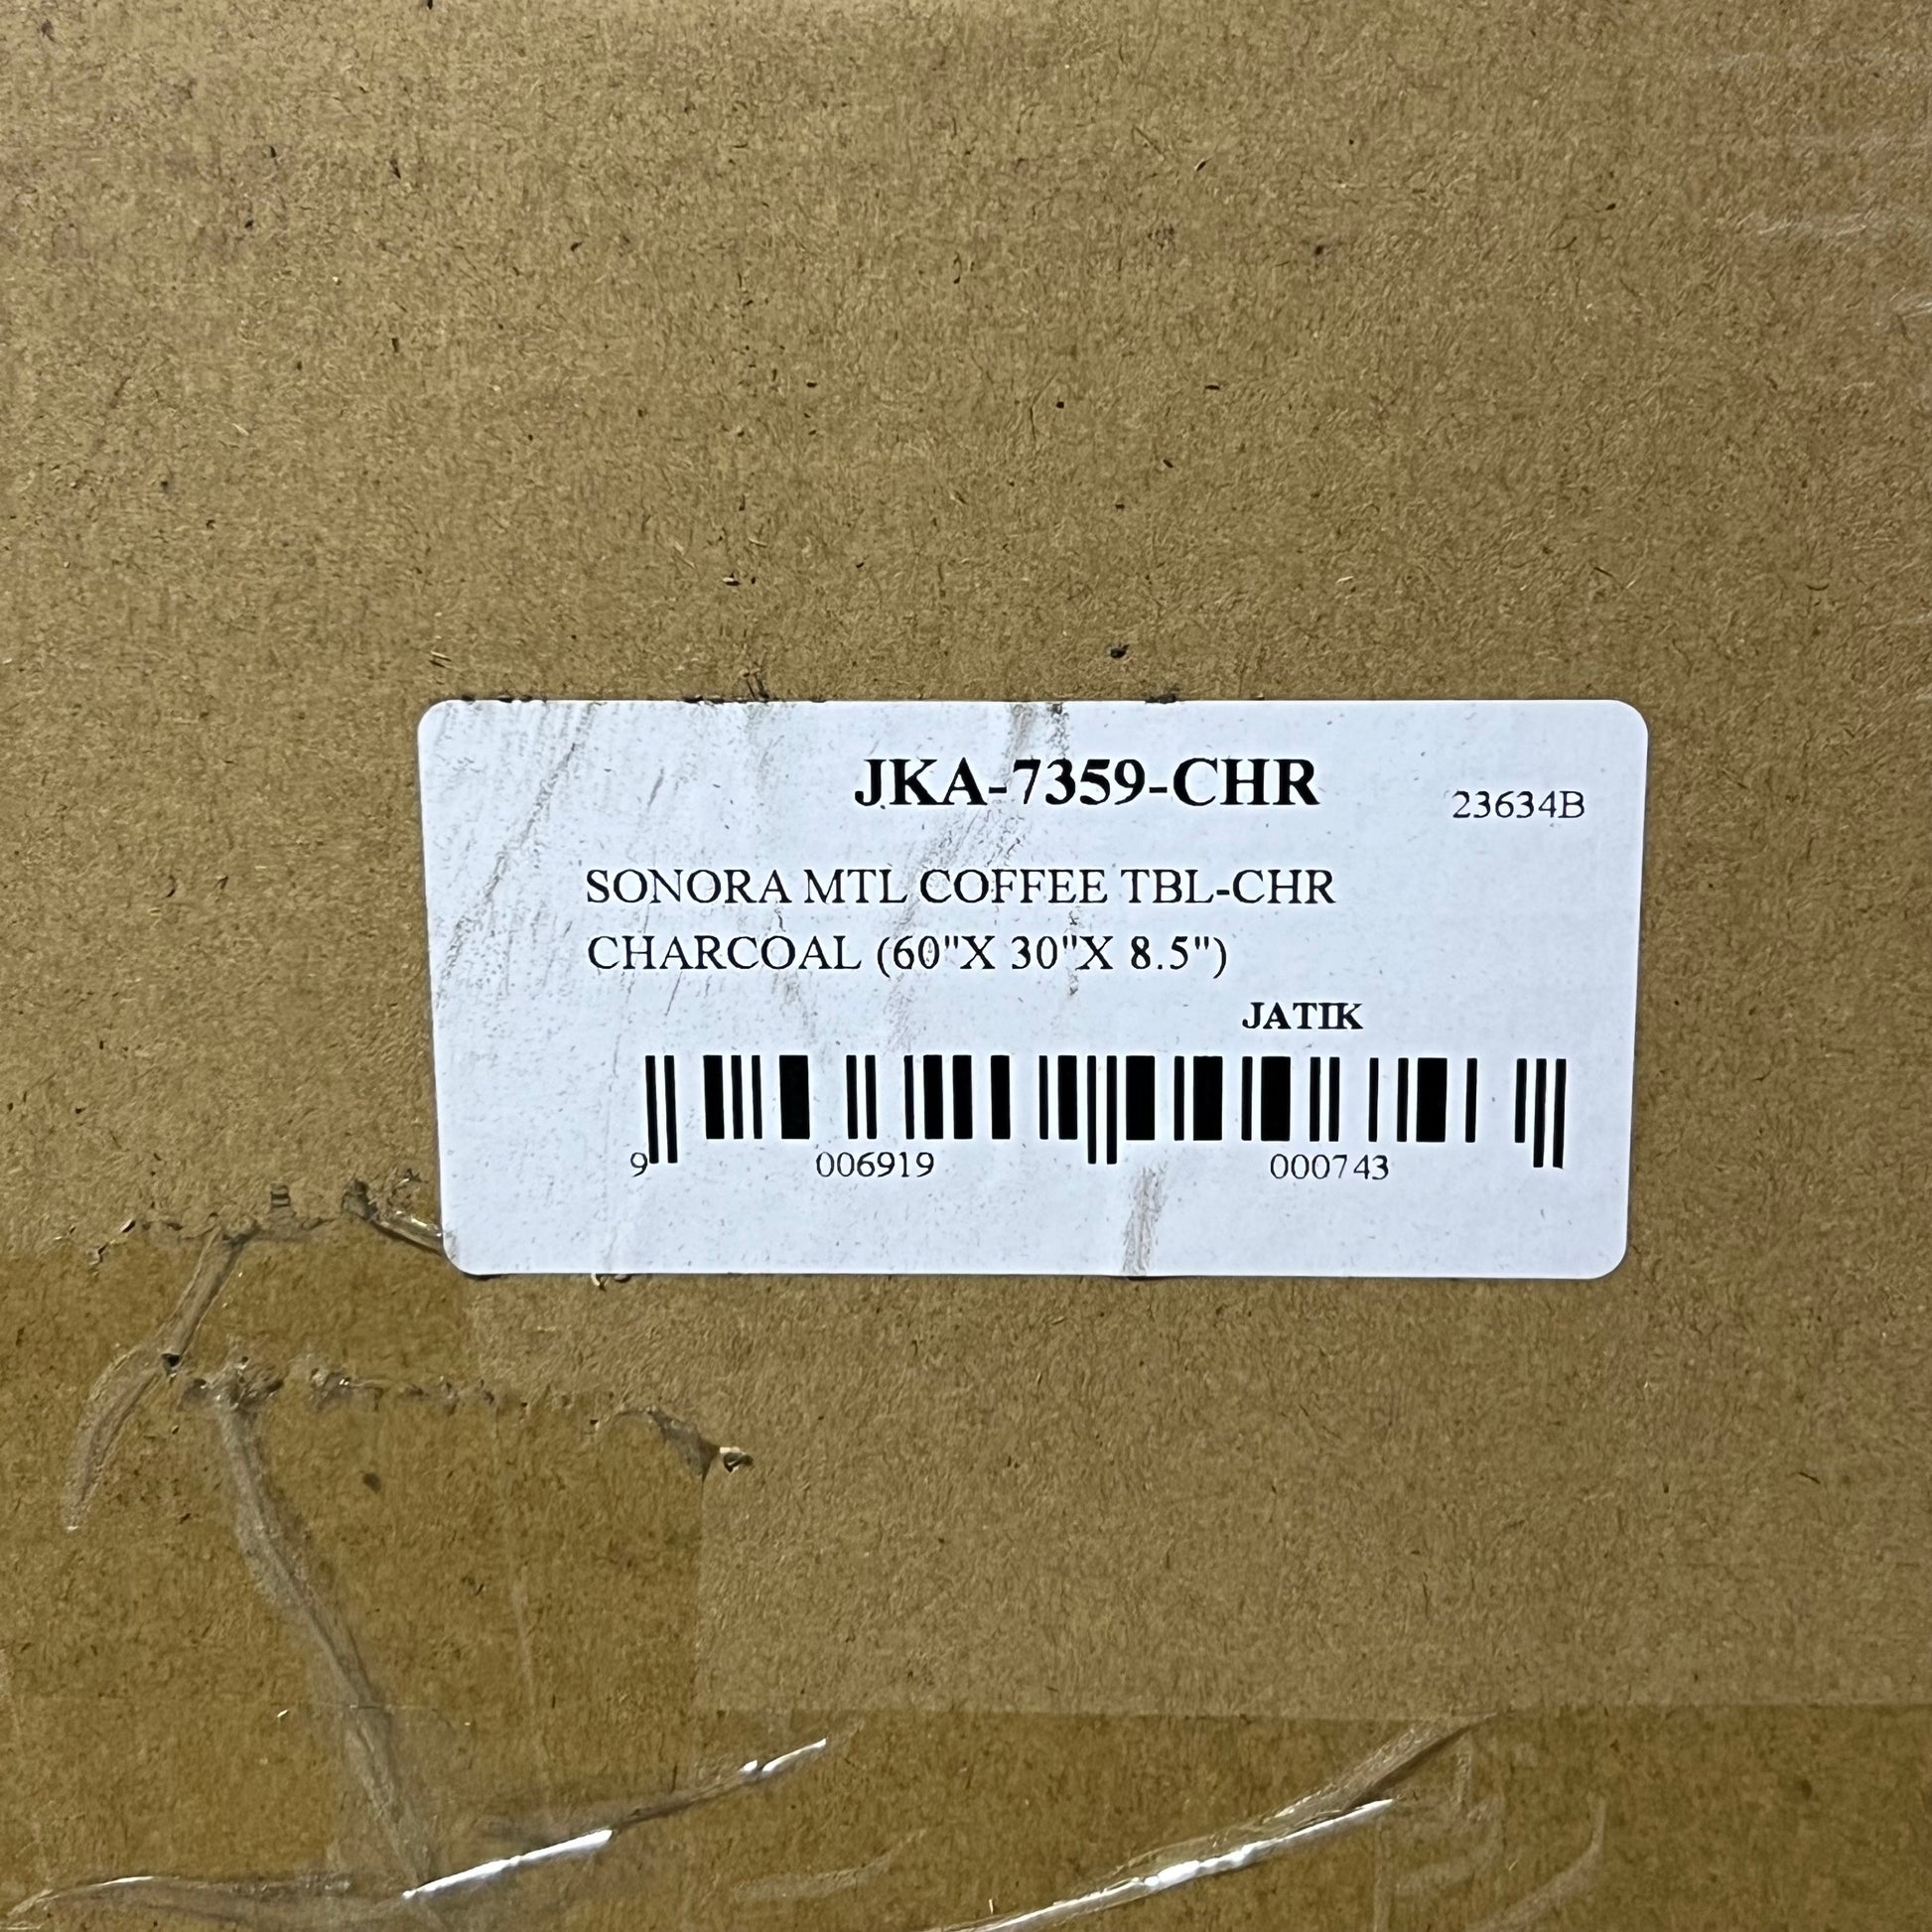 JKA-7359-CHR 23634B
SONORA MTL COFFEE TBL-CHR
CHARCOAL (60"X 30"X 8.5")
JATIK
9 006919 000743